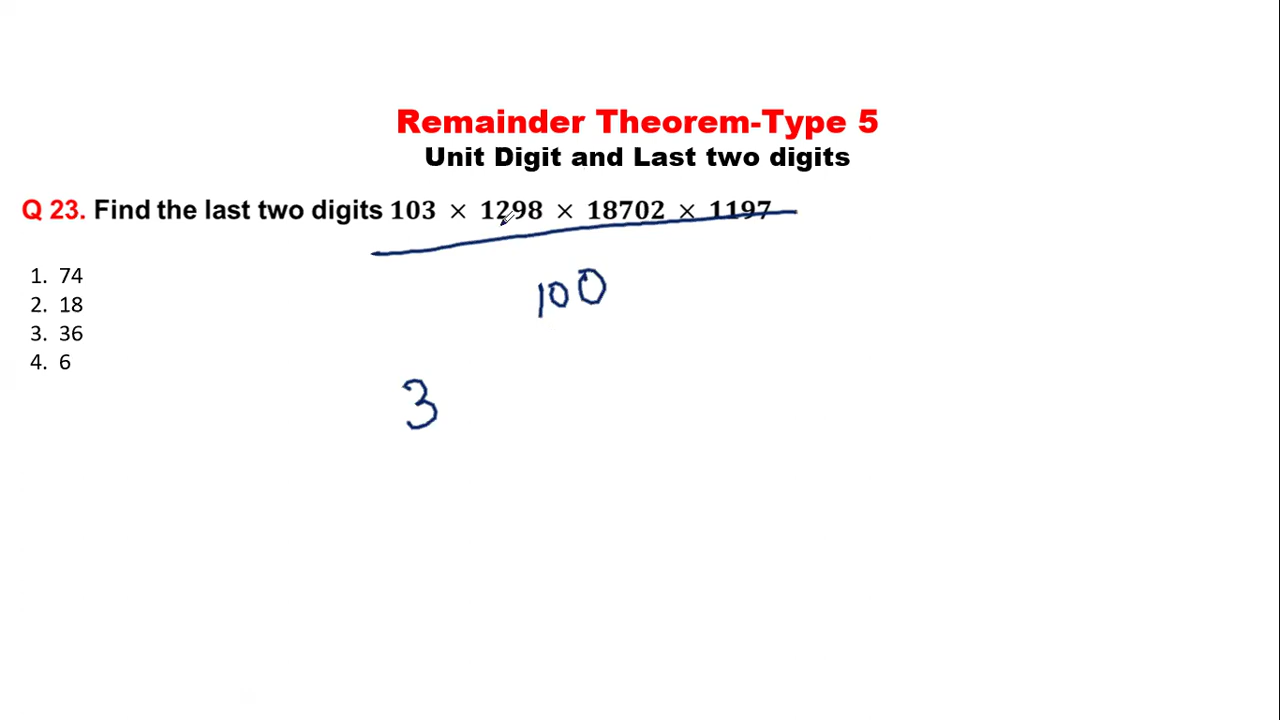 Remainder Theorem-Type 5
Unit Digit and Last two digits
Q 23. Find the last two digits 103 × 1298 × 18702 × 1197
100
1. 74
2. 18
3. 36
4. 6
3